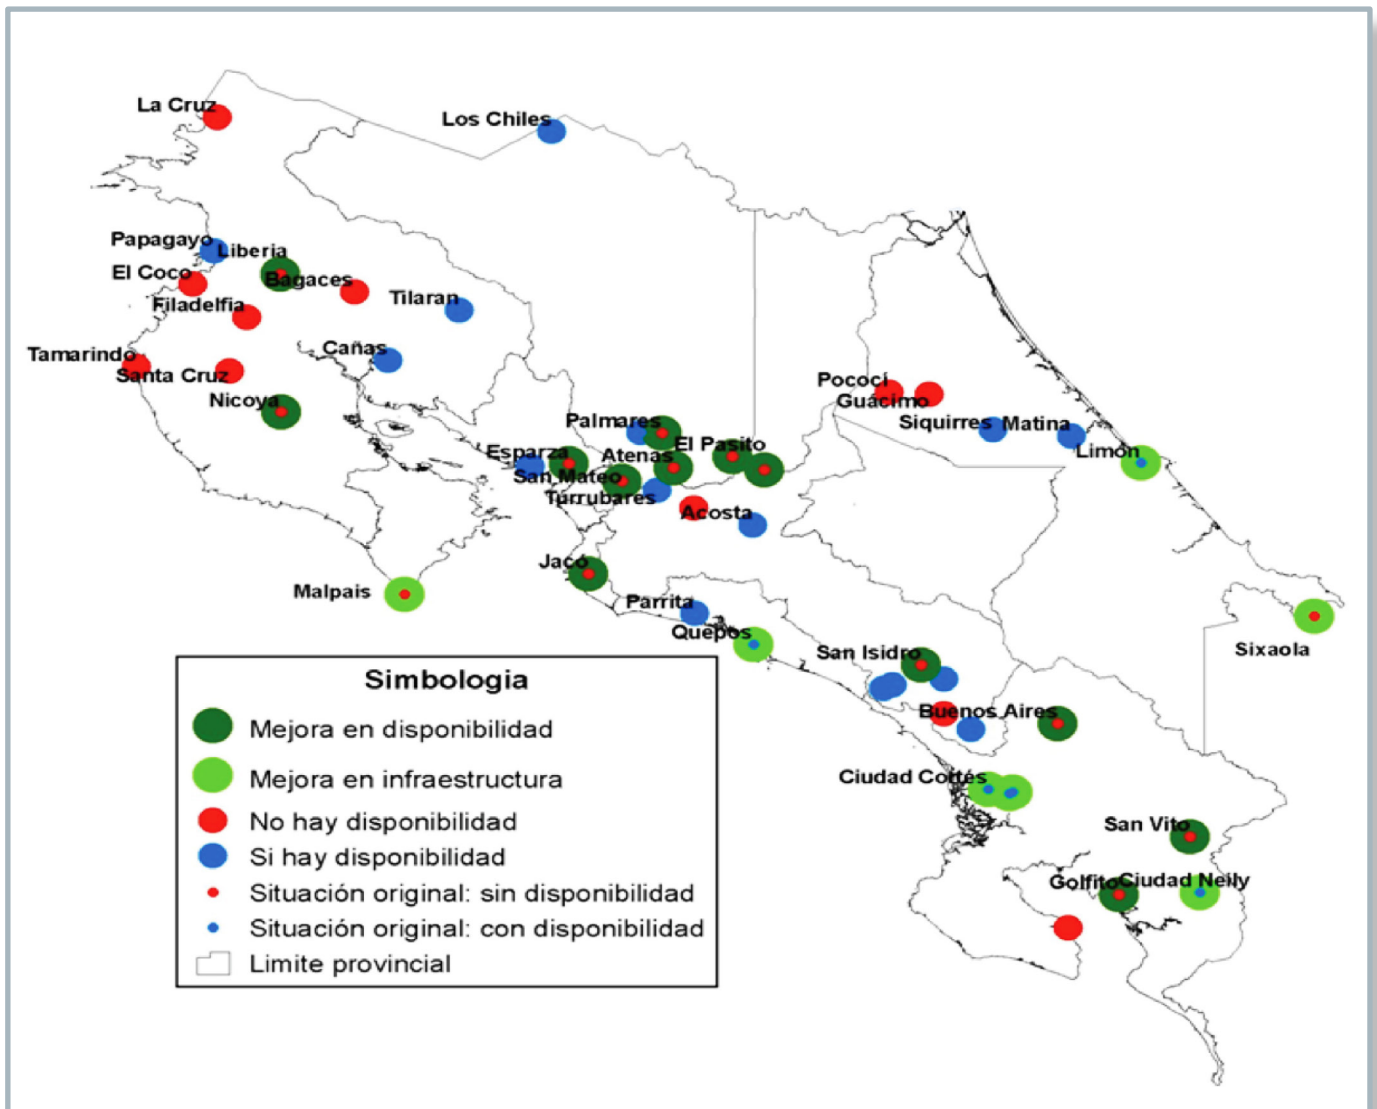 La Cruz
Los Chiles
Papagayo
Liberia
El Coco
Bagaces
Filadelfia
Tilaran
Tamarindo
Cañas
Santa Cruz
Nicoya
Pococí
Guácimo
Siquirres
Matina
Limón
Palmares
El Pasito
Esparza
Atenas
San Mateo
Turrubares
Acosta
Jacó
Malpais
Parrita
Quepos
San Isidro
Sixaola
Buenos Aires
Ciudad Cortés
San Vito
Golfito
Ciudad Neily
Simbologia
Mejora en disponibilidad
Mejora en infraestructura
No hay disponibilidad
Si hay disponibilidad
Situación original: sin disponibilidad
Situación original: con disponibilidad
Limite provincial